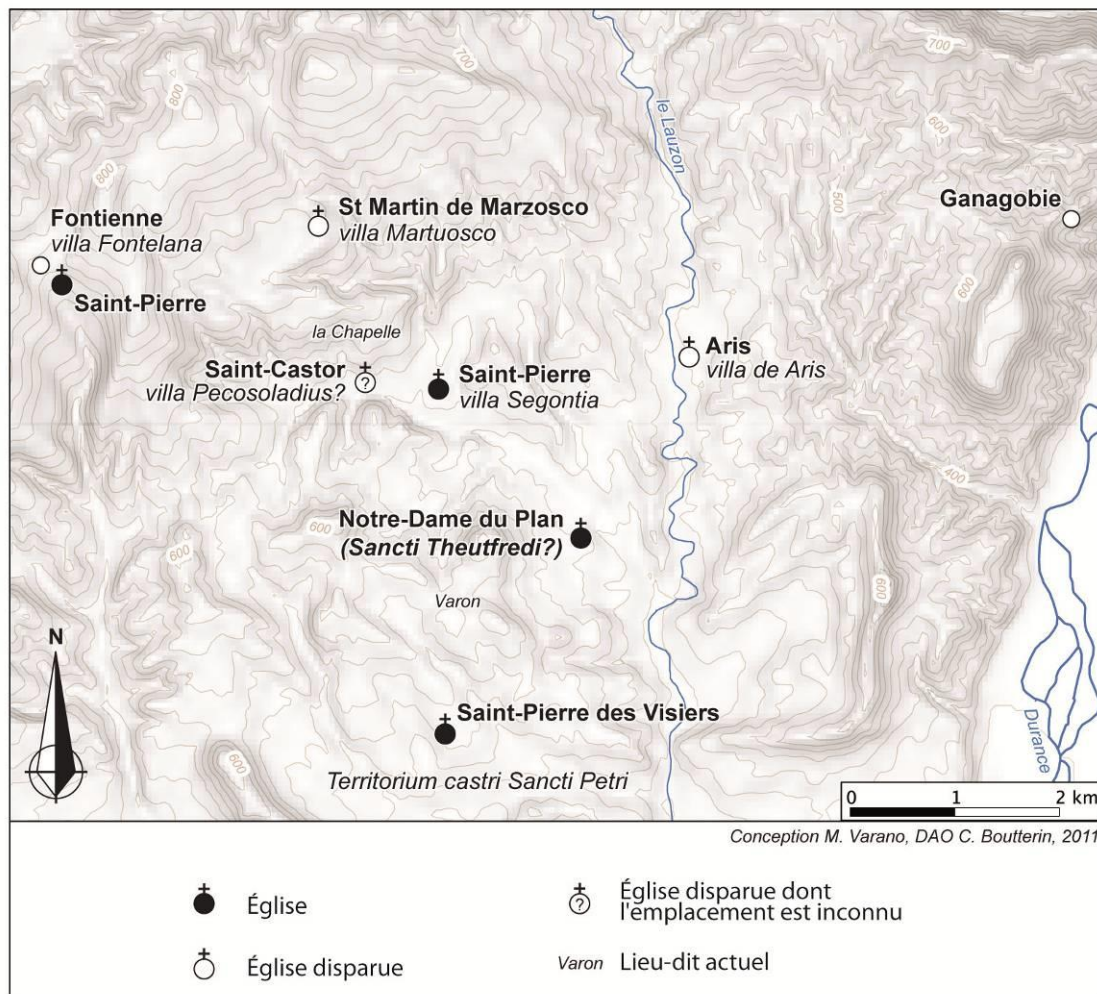 700
700
800
600
le Lauzon
800
St Martin de Marzosco
villa Martuosco
500
Ganagobie
Fontienne
villa Fontelana
600
Saint-Pierre
la Chapelle
Saint-Castor
villa Pecosoladius?
?
Saint-Pierre
villa Segontia
Aris
villa de Aris
400
Notre-Dame du Plan
(Sancti Theutfredi?)
600
600
600
Varon
N
Saint-Pierre des Visiers
Durance
600
Territorium castri Sancti Petri
0 1 2 km
Conception M. Varano, DAO C. Boutterin, 2011
Église
? Église disparue dont
l'emplacement est inconnu
Église disparue
Varon Lieu-dit actuel